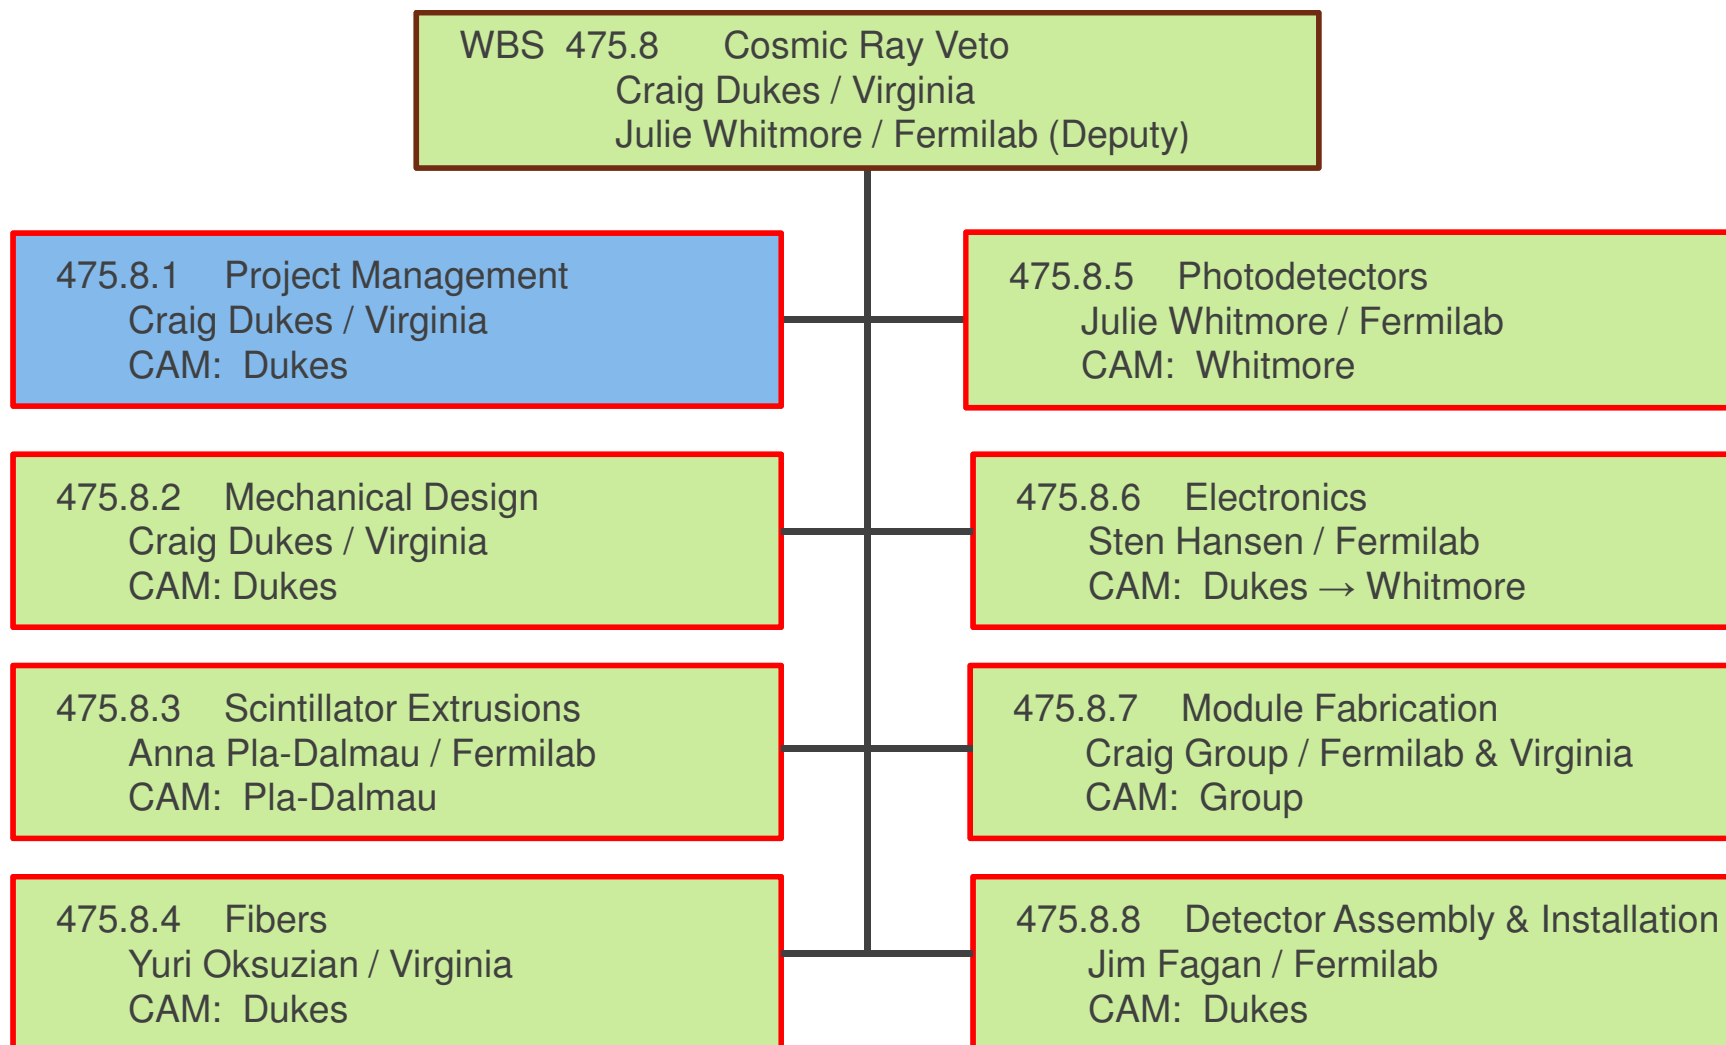 WBS 475.8 Cosmic Ray Veto
Craig Dukes / Virginia
Julie Whitmore / Fermilab (Deputy)
475.8.1 Project Management
Craig Dukes / Virginia
CAM: Dukes
475.8.2 Mechanical Design
Craig Dukes / Virginia
CAM: Dukes
475.8.3 Scintillator Extrusions
Anna Pla-Dalmau / Fermilab
CAM: Pla-Dalmau
475.8.4 Fibers
Yuri Oksuzian / Virginia
CAM: Dukes
475.8.5 Photodetectors
Julie Whitmore / Fermilab
CAM: Whitmore
475.8.6 Electronics
Sten Hansen / Fermilab
CAM: Dukes → Whitmore
475.8.7 Module Fabrication
Craig Group / Fermilab & Virginia
CAM: Group
475.8.8 Detector Assembly & Installation
Jim Fagan / Fermilab
CAM: Dukes